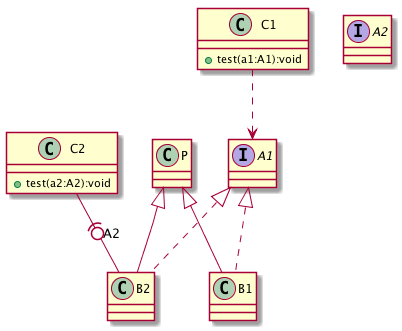 C C1
test(a1:A1):void
I A2
C C2
test(a2:A2):void
C P
I A1
A2
C B2
C B1